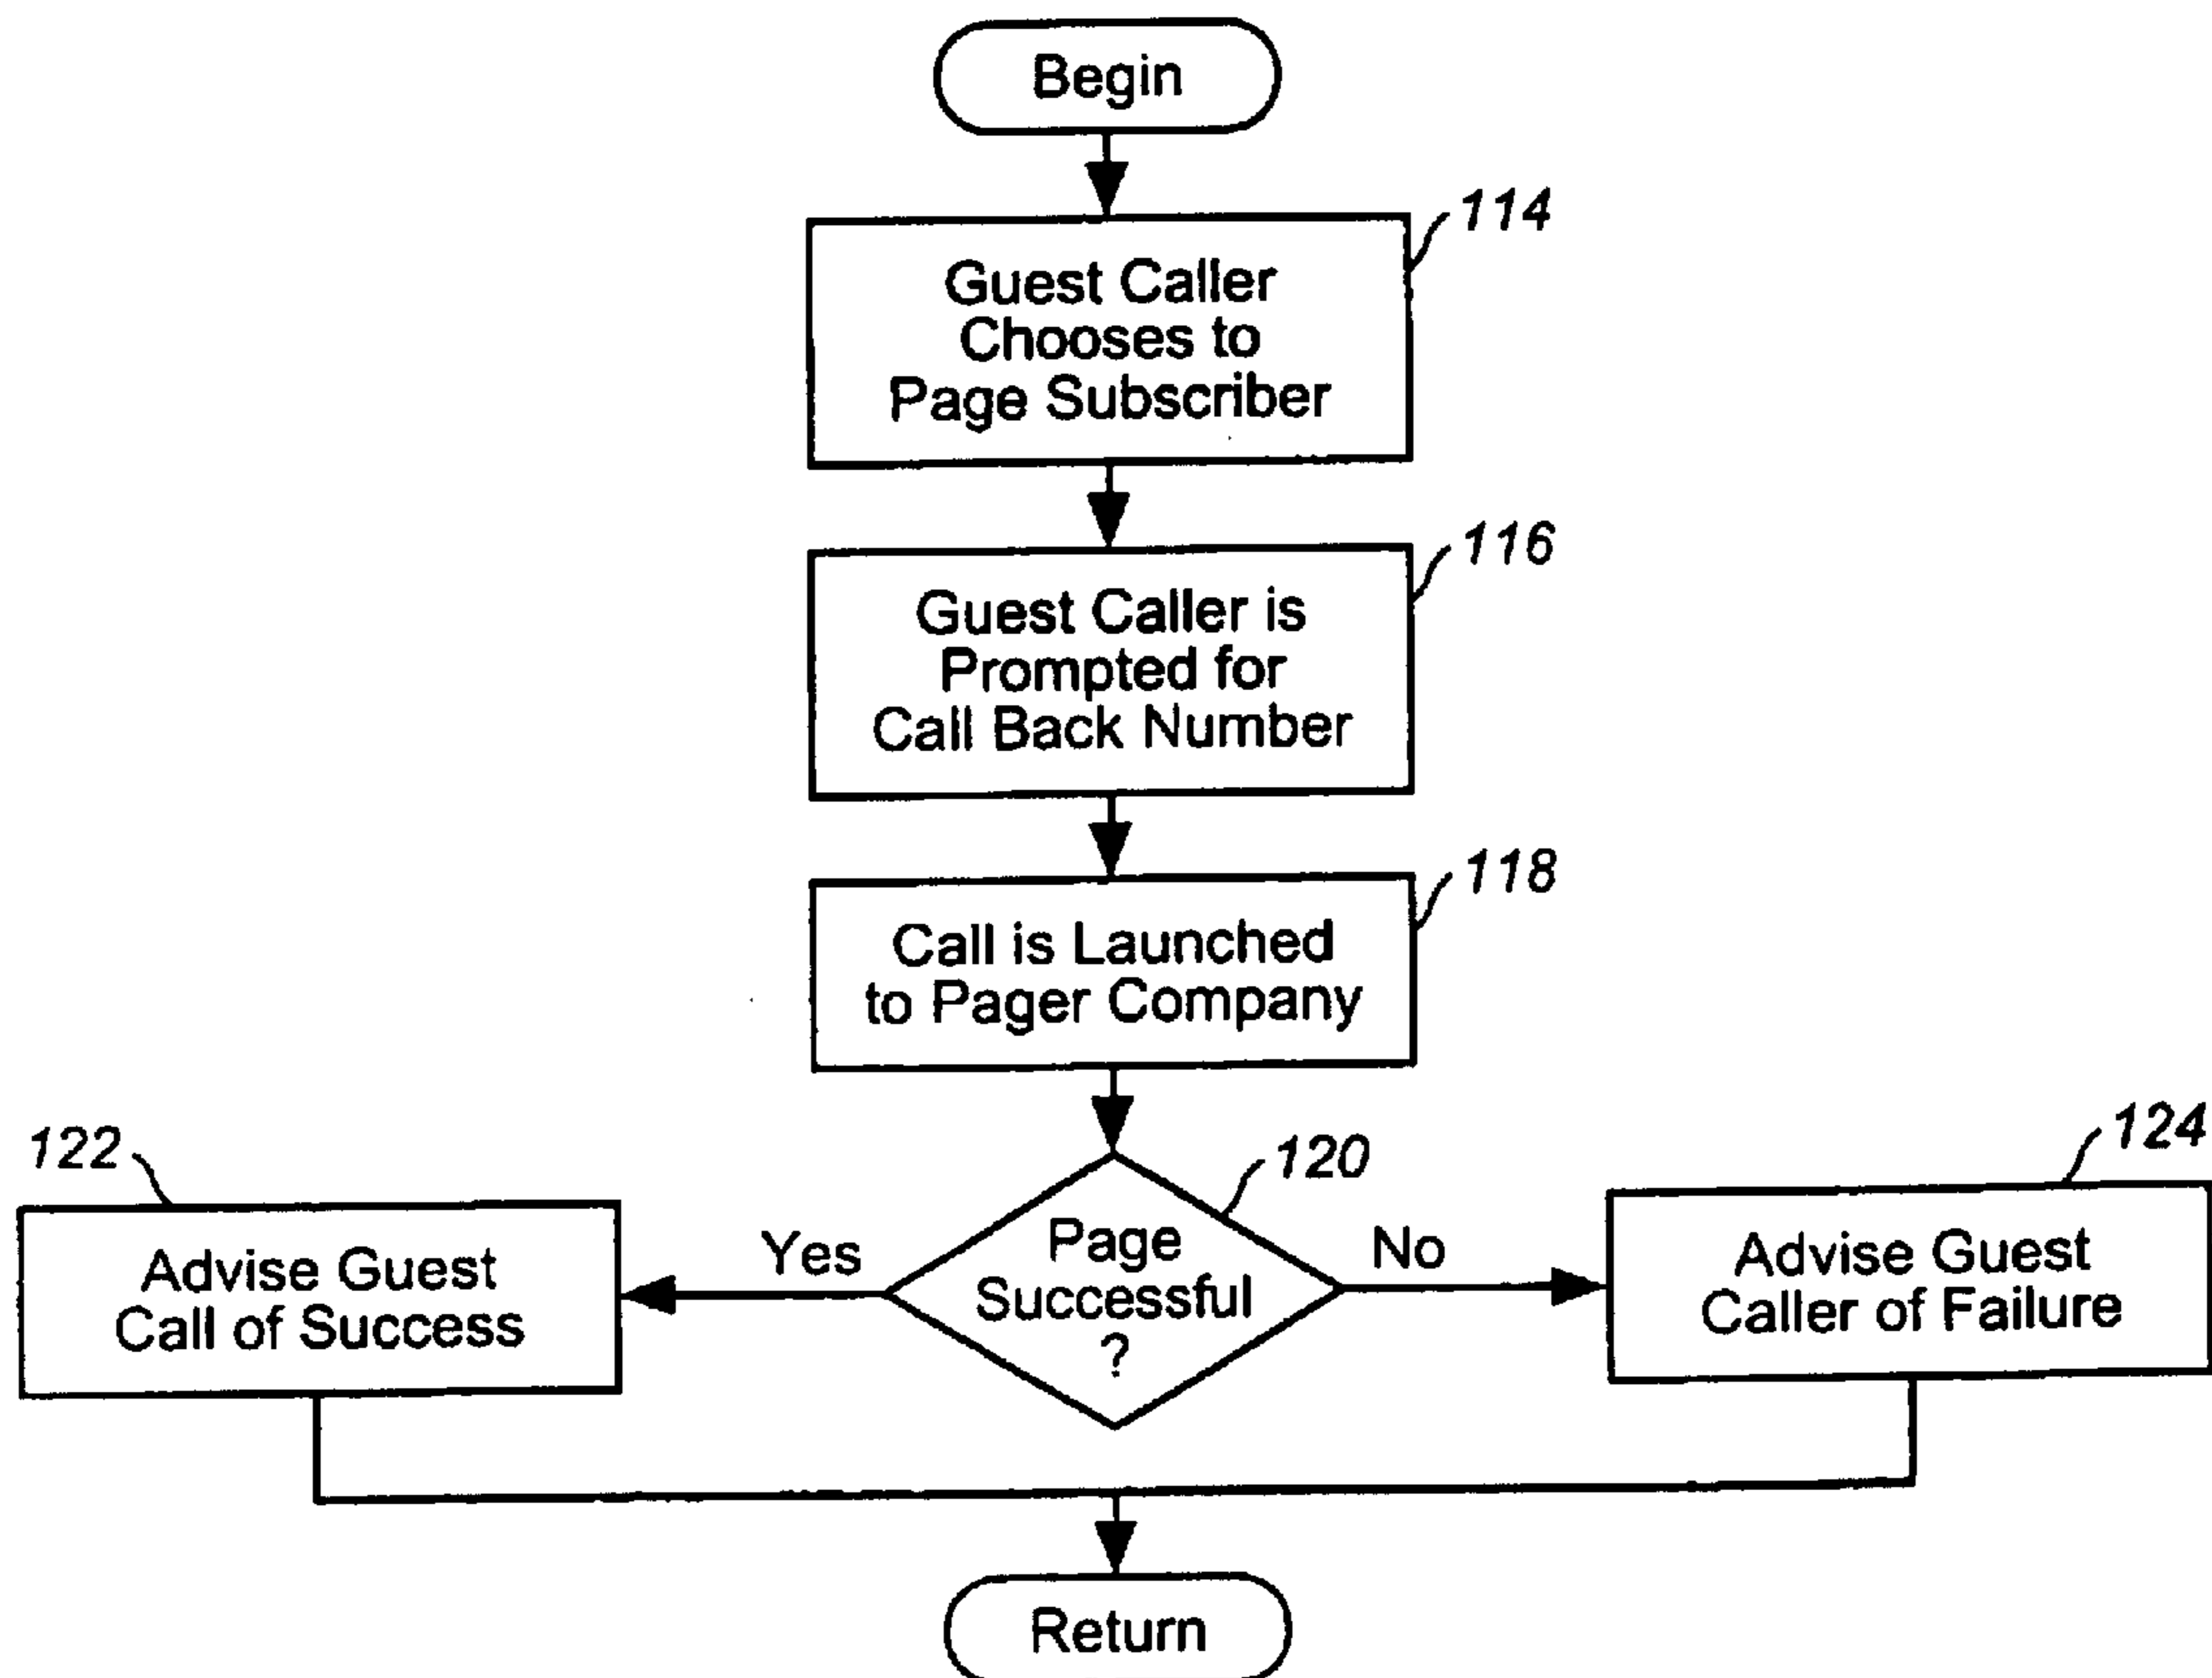 Begin
114
Guest Caller
Chooses to
Page Subscriber
116
Guest Caller is
Prompted for
Call Back Number
118
Call is Launched
to Pager Company
122
120
124
Advise Guest
Call of Success
Yes
Page
Successful
?
No
Advise Guest
Caller of Failure
Return